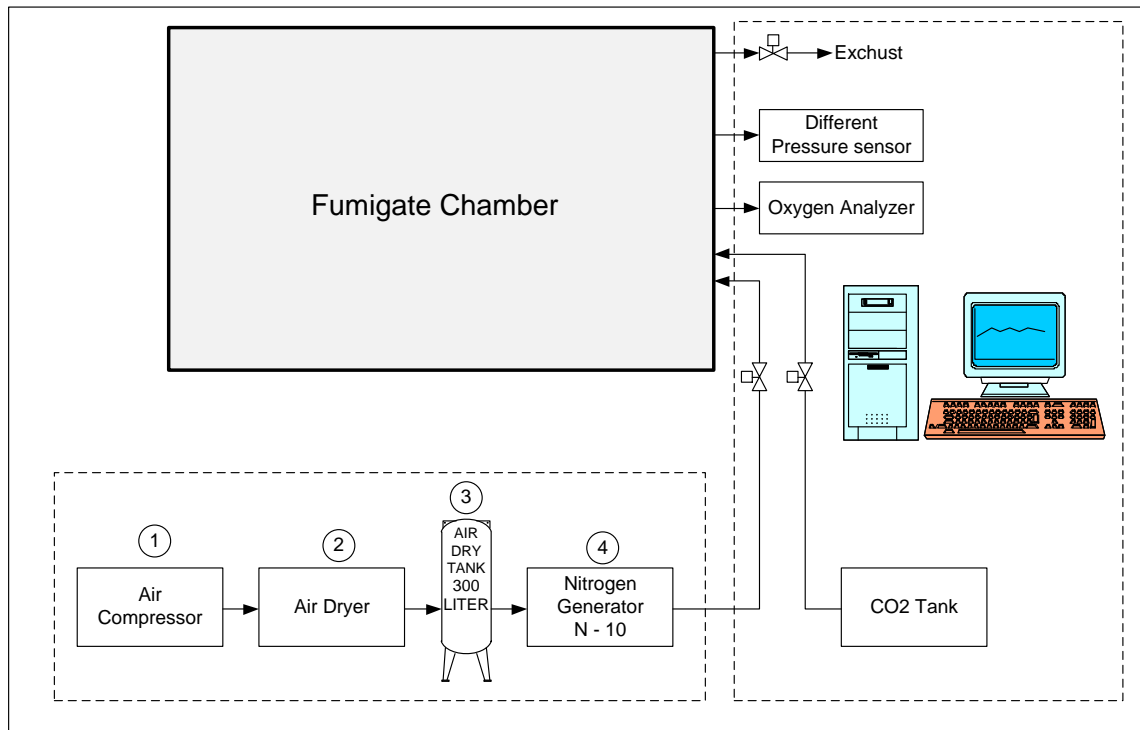 Exchust
Different
Pressure sensor
Fumigate Chamber
Oxygen Analyzer
1
2
3
4
Air
Compressor
Air Dryer
AIR
DRY
TANK
300
LITER
Nitrogen
Generator
N - 10
CO2 Tank